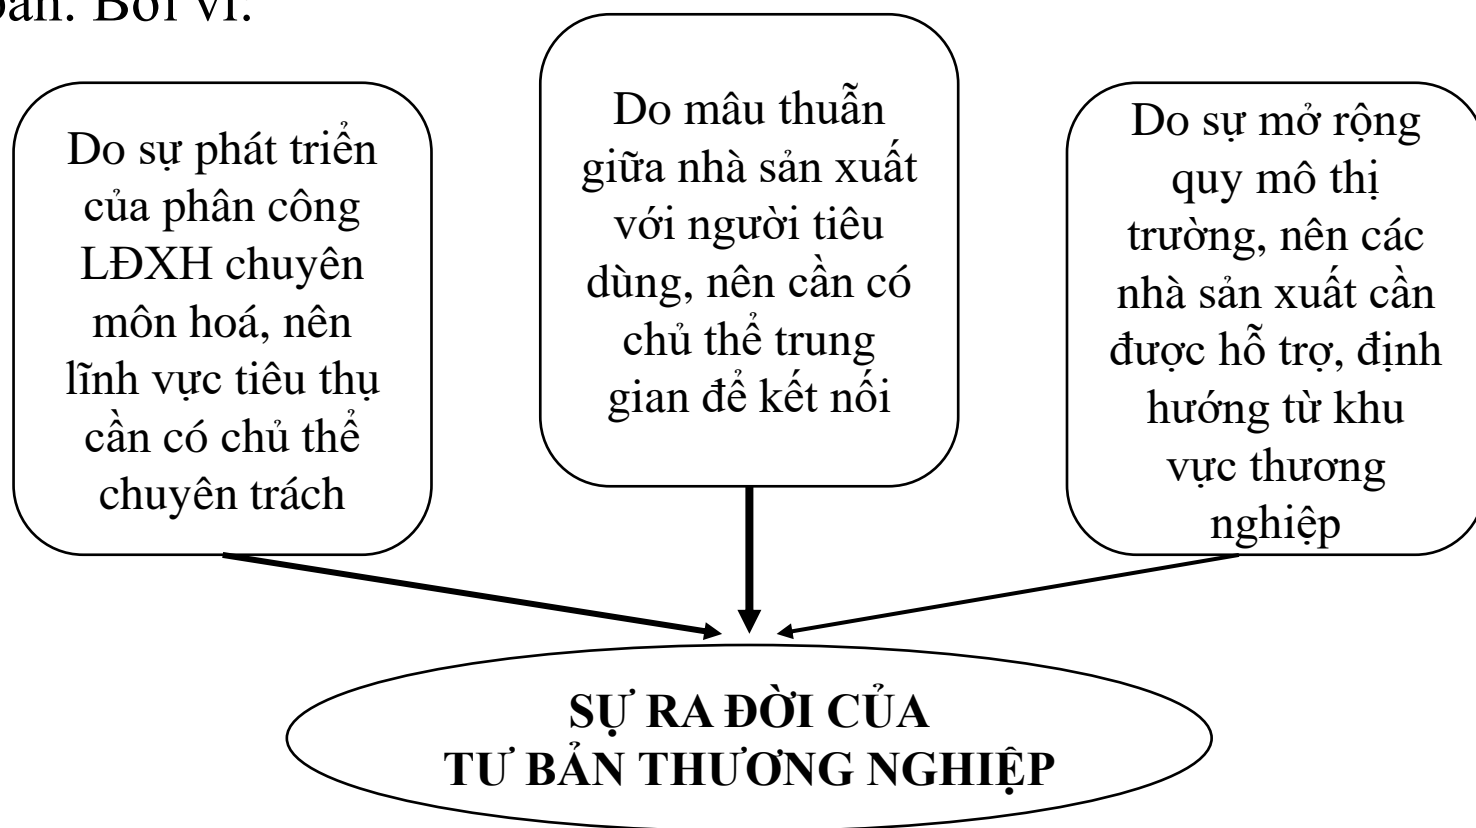 bản. Bởi vì:
Do sự phát triển
của phân công
LĐXH chuyên
môn hoá, nên
lĩnh vực tiêu thụ
cần có chủ thể
chuyên trách
Do mâu thuẫn
giữa nhà sản xuất
với người tiêu
dùng, nên cần có
chủ thể trung
gian để kết nối
Do sự mở rộng
quy mô thị
trường, nên các
nhà sản xuất cần
được hỗ trợ, định
hướng từ khu
vực thương
nghiệp
SỰ RA ĐỜI CỦA
TƯ BẢN THƯƠNG NGHIỆP